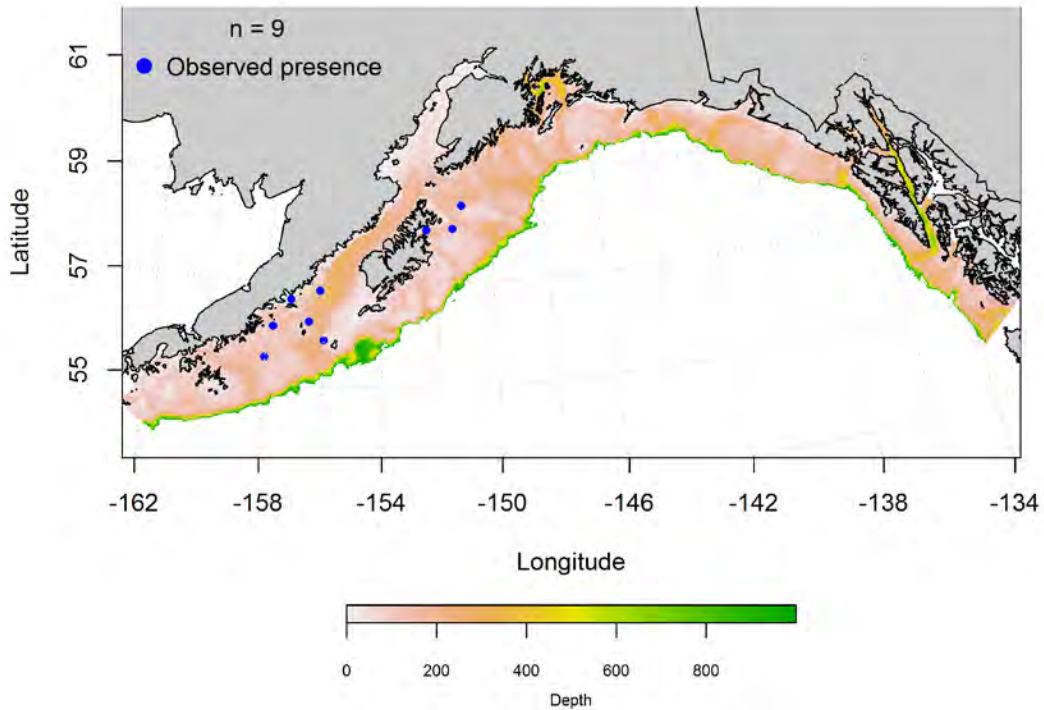 n = 9
Observed presence
61
59
57
55
Latitude
-162 -158 -154 -150 -146 -142 -138 -134
Longitude
0 200 400 600 800
Depth